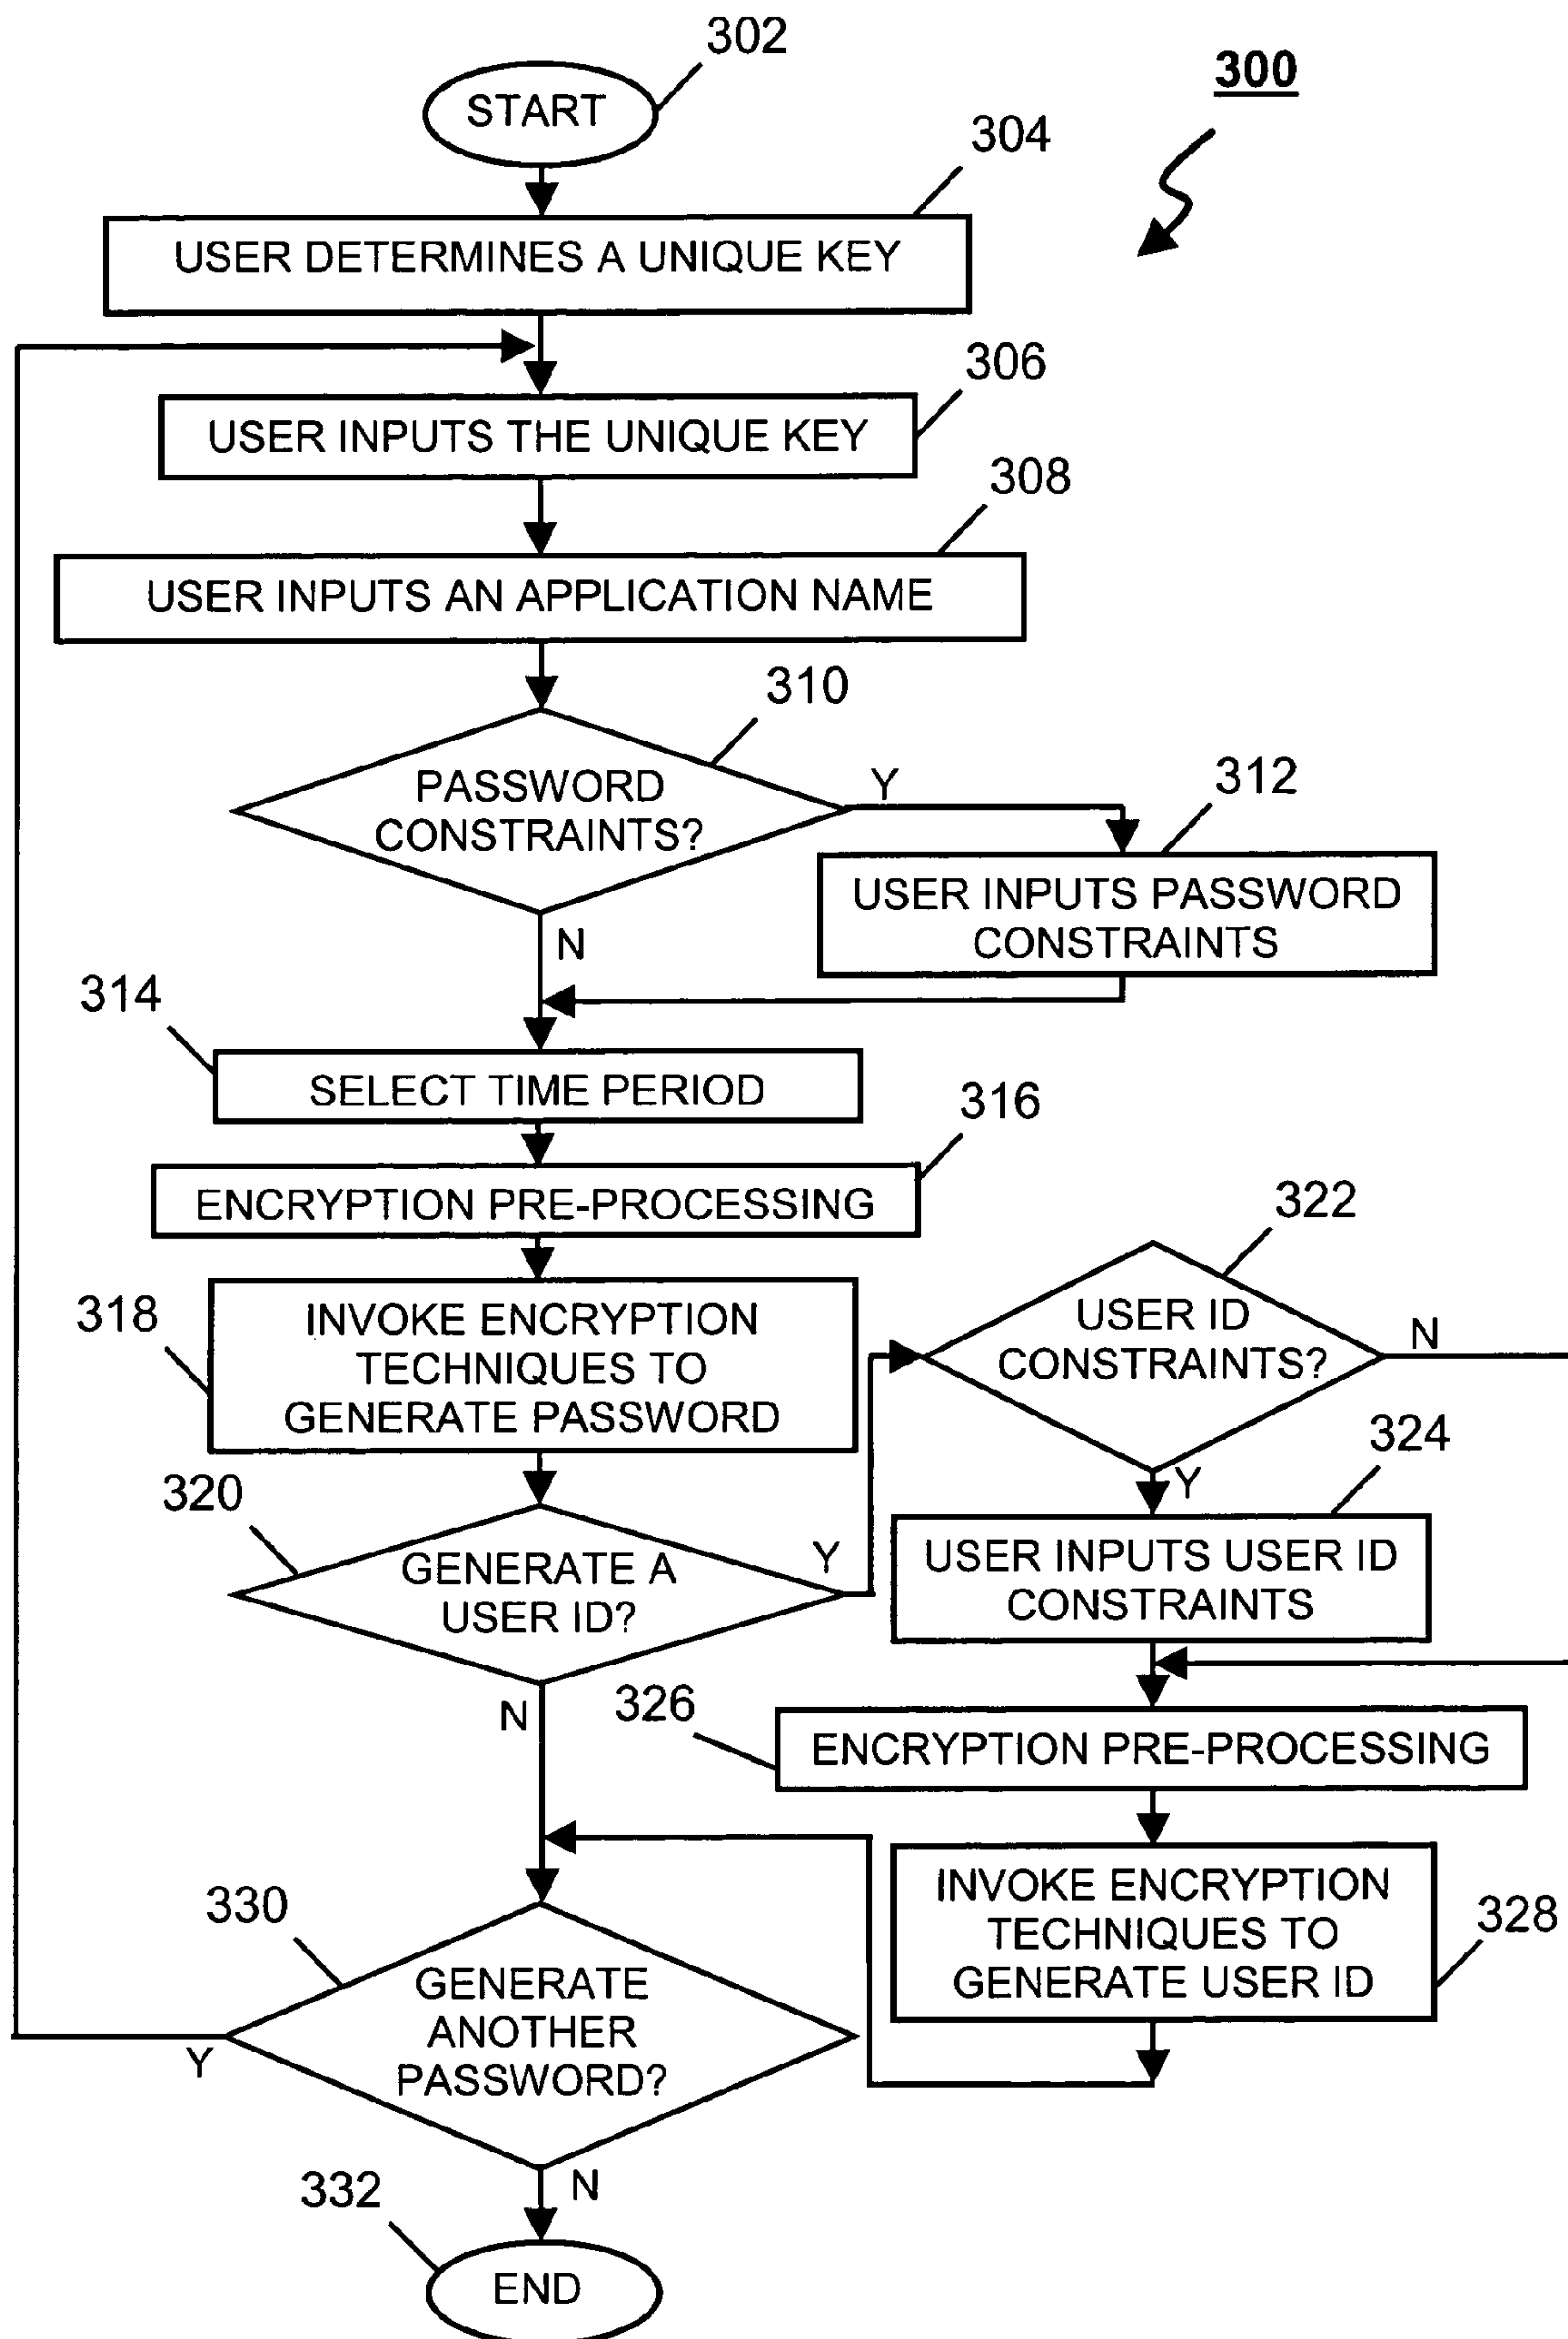 302
300
START
304
USER DETERMINES A UNIQUE KEY
306
USER INPUTS THE UNIQUE KEY
308
USER INPUTS AN APPLICATION NAME
310
PASSWORD
CONSTRAINTS?
Y
312
USER INPUTS PASSWORD
CONSTRAINTS
N
314
SELECT TIME PERIOD
316
ENCRYPTION PRE-PROCESSING
318
INVOKE ENCRYPTION
TECHNIQUES TO
GENERATE PASSWORD
320
GENERATE A
USER ID?
Y
N
322
USER ID
CONSTRAINTS?
N
Y
324
USER INPUTS USER ID
CONSTRAINTS
326
ENCRYPTION PRE-PROCESSING
INVOKE ENCRYPTION
TECHNIQUES TO
GENERATE USER ID
328
330
GENERATE
ANOTHER
PASSWORD?
Y
N
332
END